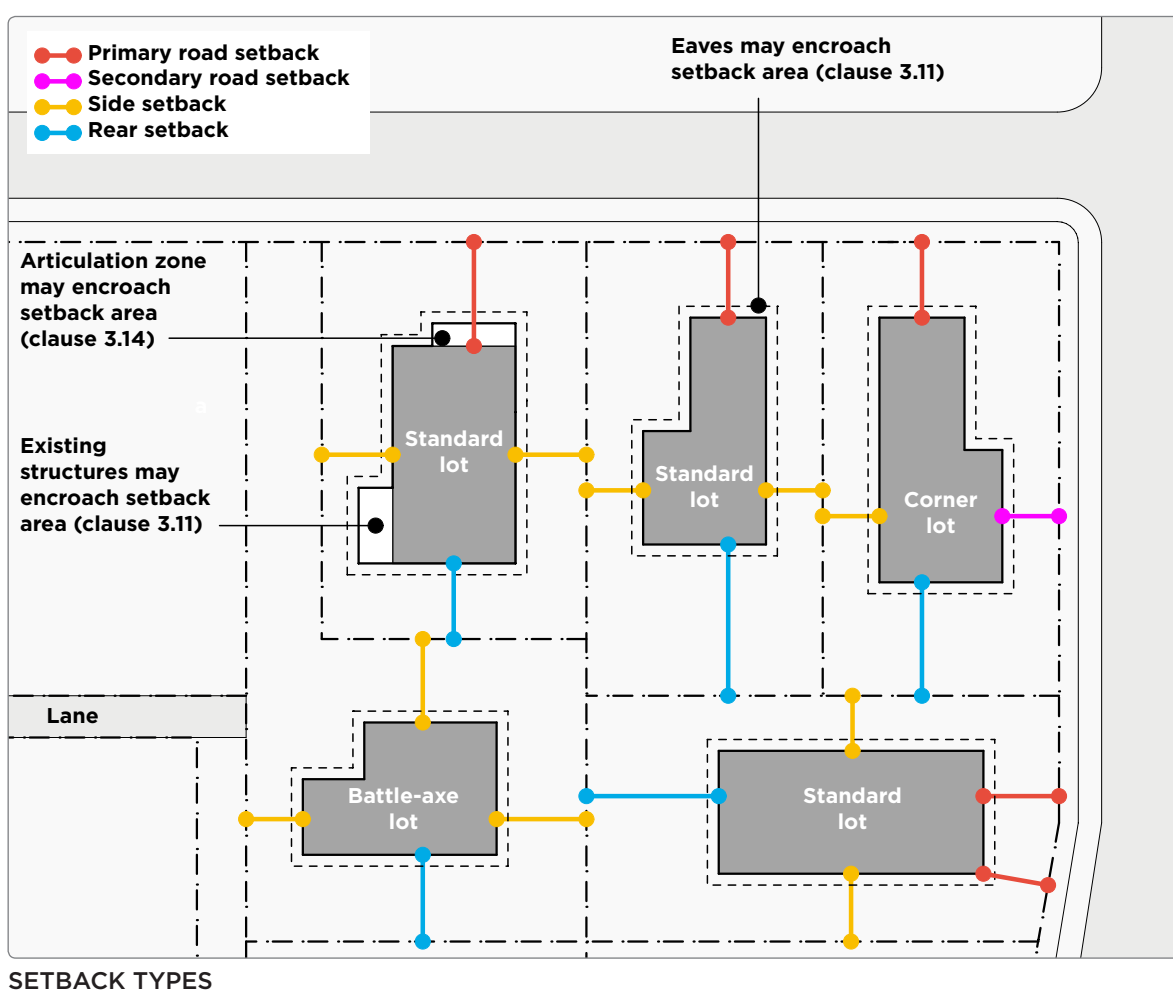 Primary road setback
Secondary road setback
Side setback
Rear setback
Eaves may encroach
setback area (clause 3.11)
Articulation zone
may encroach
setback area
(clause 3.14)
a
Existing
structures may
encroach setback
area (clause 3.11)
Standard
lot
Standard
lot
Corner
lot
Lane
Battle-axe
lot
Standard
lot
SETBACK TYPES